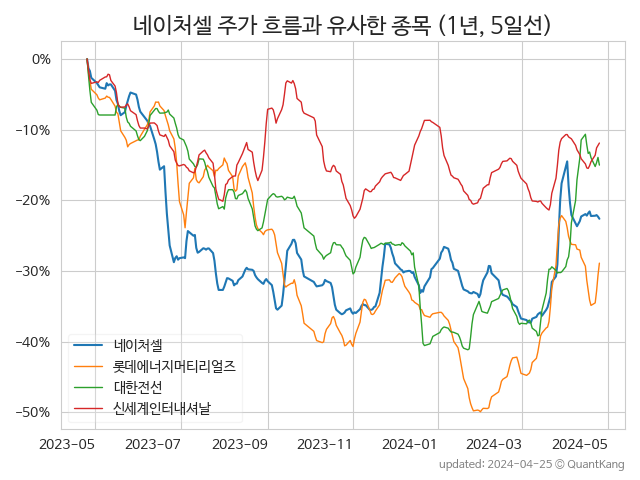 네이처셀 주가 흐름과 유사한 종목 (1년, 5일선)
0%
−10%
−20%
−30%
−40%
−50%
네이처셀
롯데에너지머티리얼즈
대한전선
신세계인터내셔날
2023−05 2023−07 2023−09 2023−11 2024−01 2024−03 2024−05
updated: 2024−04−25 © QuantKang